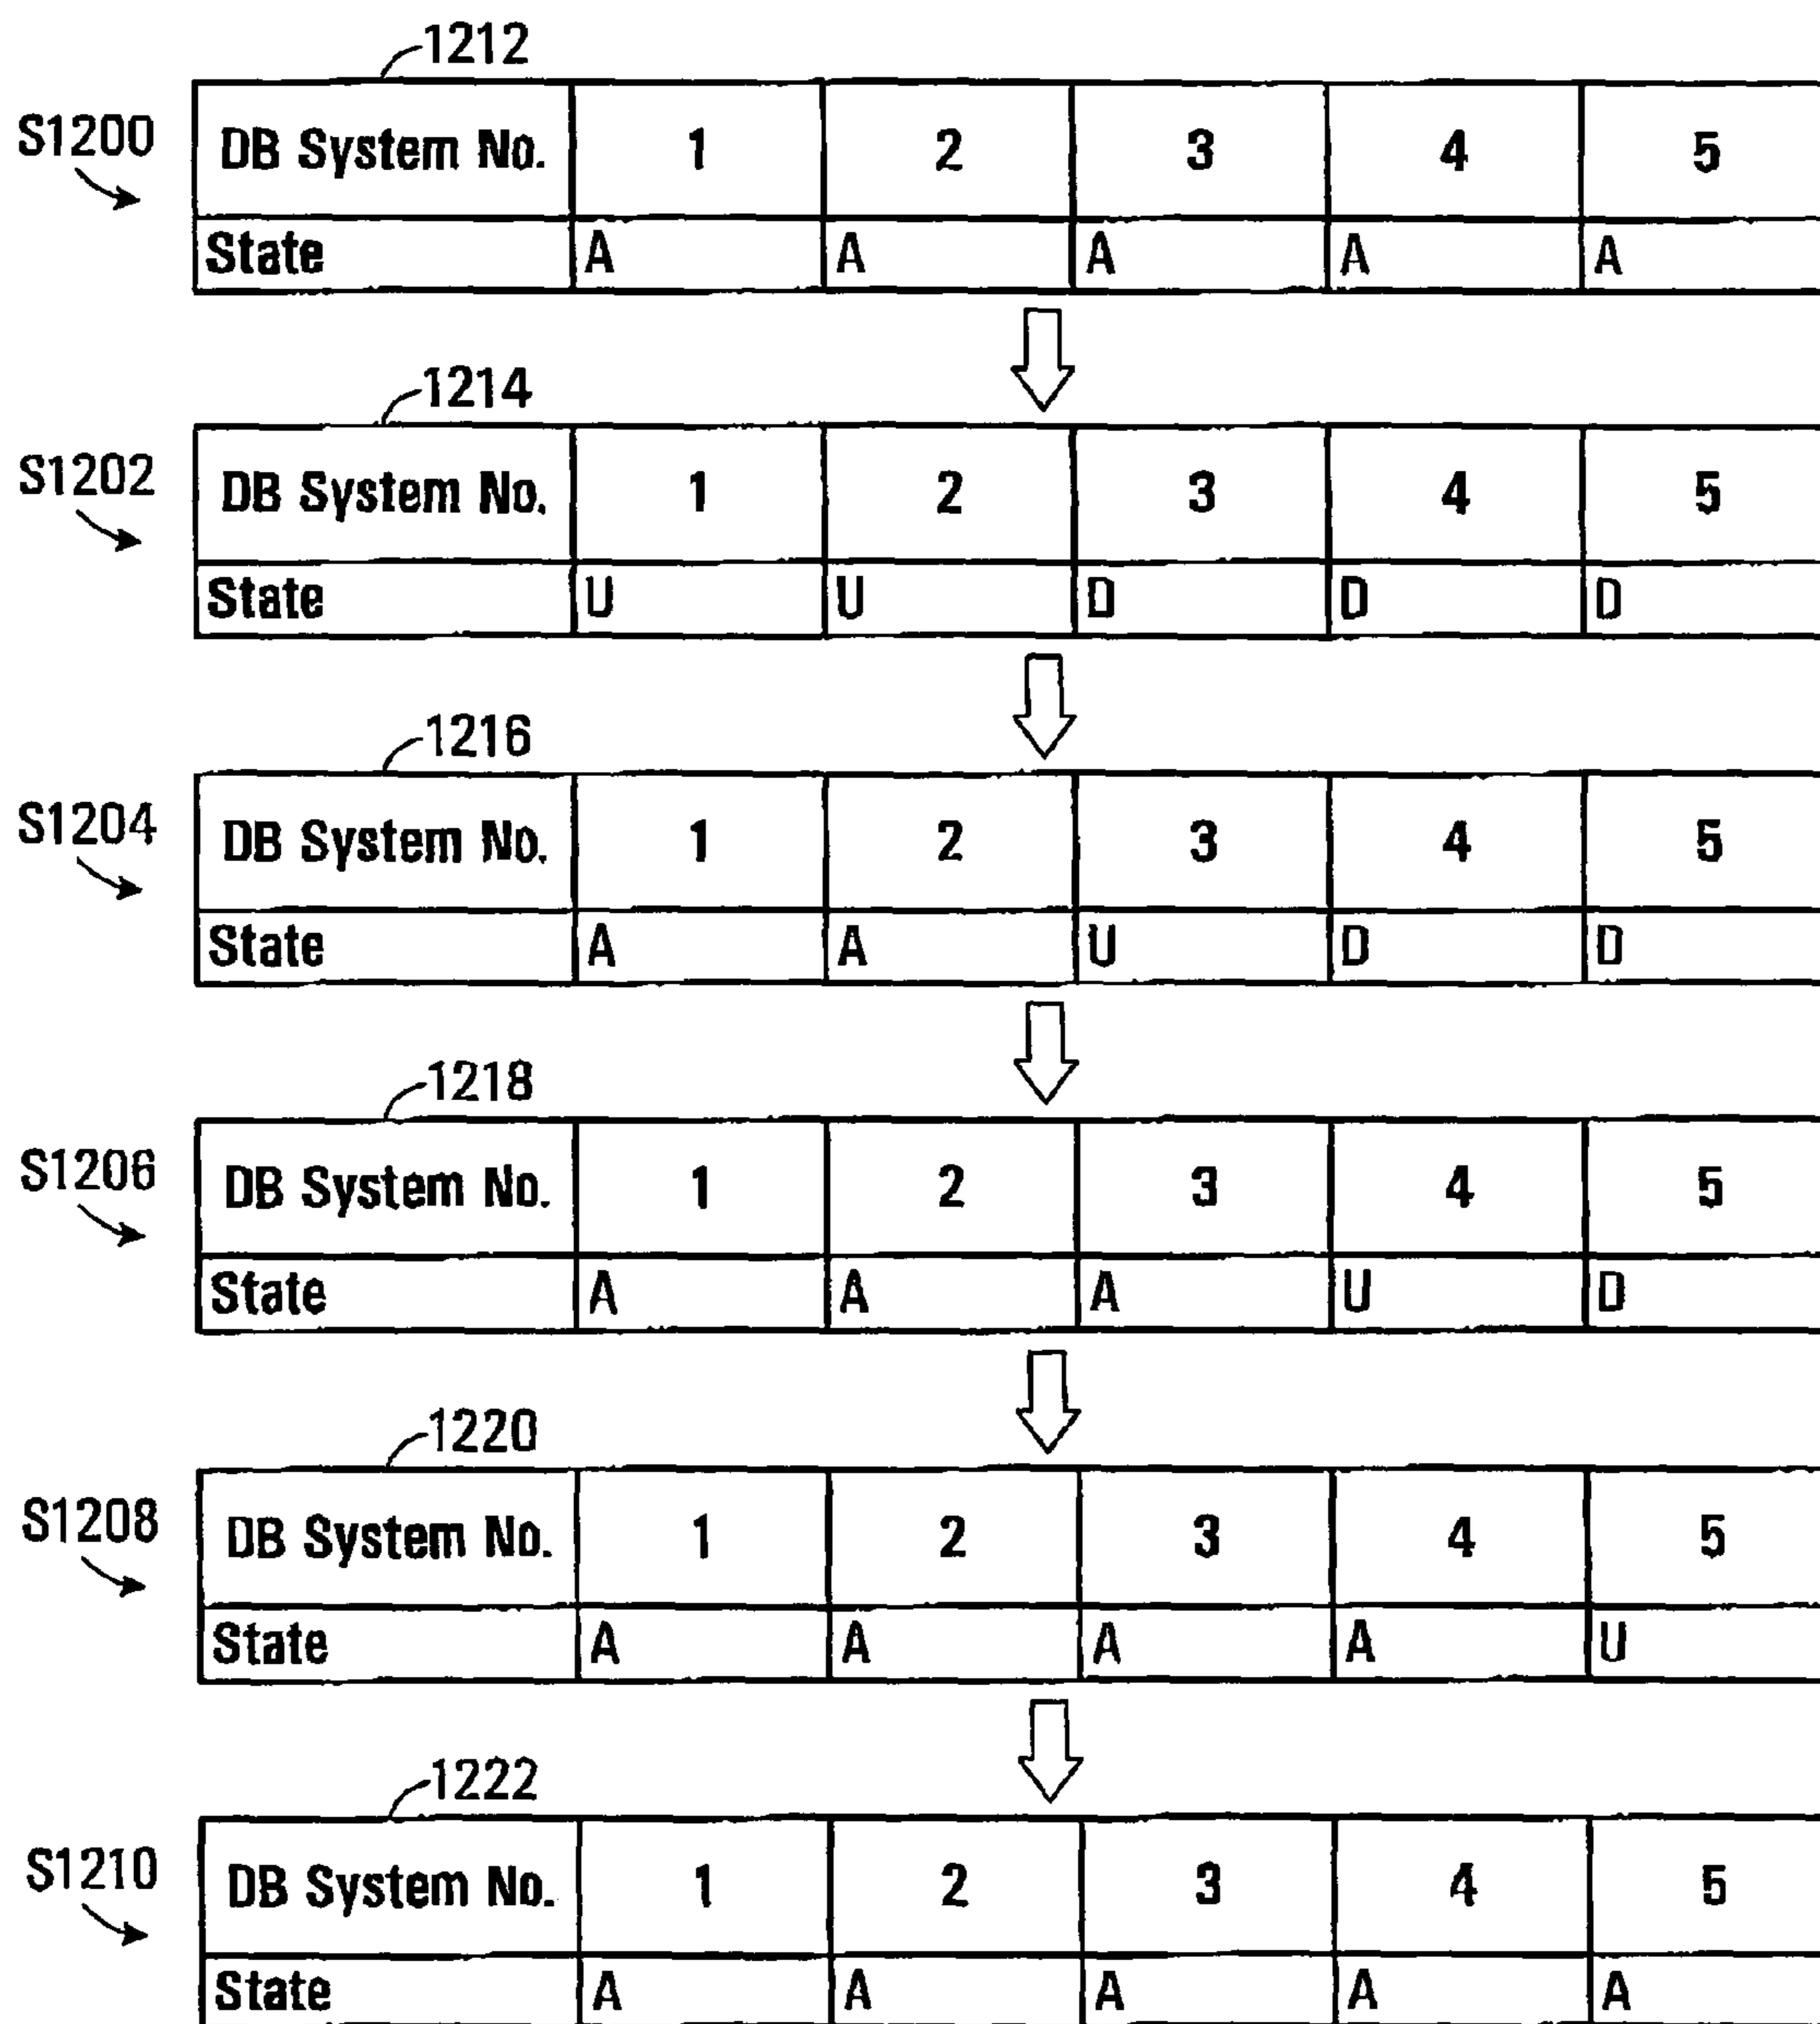 1212
S1200
DB System No. 1 2 3 4 5
State A A A A A
1214
S1202
DB System No. 1 2 3 4 5
State U U D D D
1216
S1204
DB System No. 1 2 3 4 5
State A A U D D
1218
S1206
DB System No. 1 2 3 4 5
State A A A U D
1220
S1208
DB System No. 1 2 3 4 5
State A A A A U
1222
S1210
DB System No. 1 2 3 4 5
State A A A A A